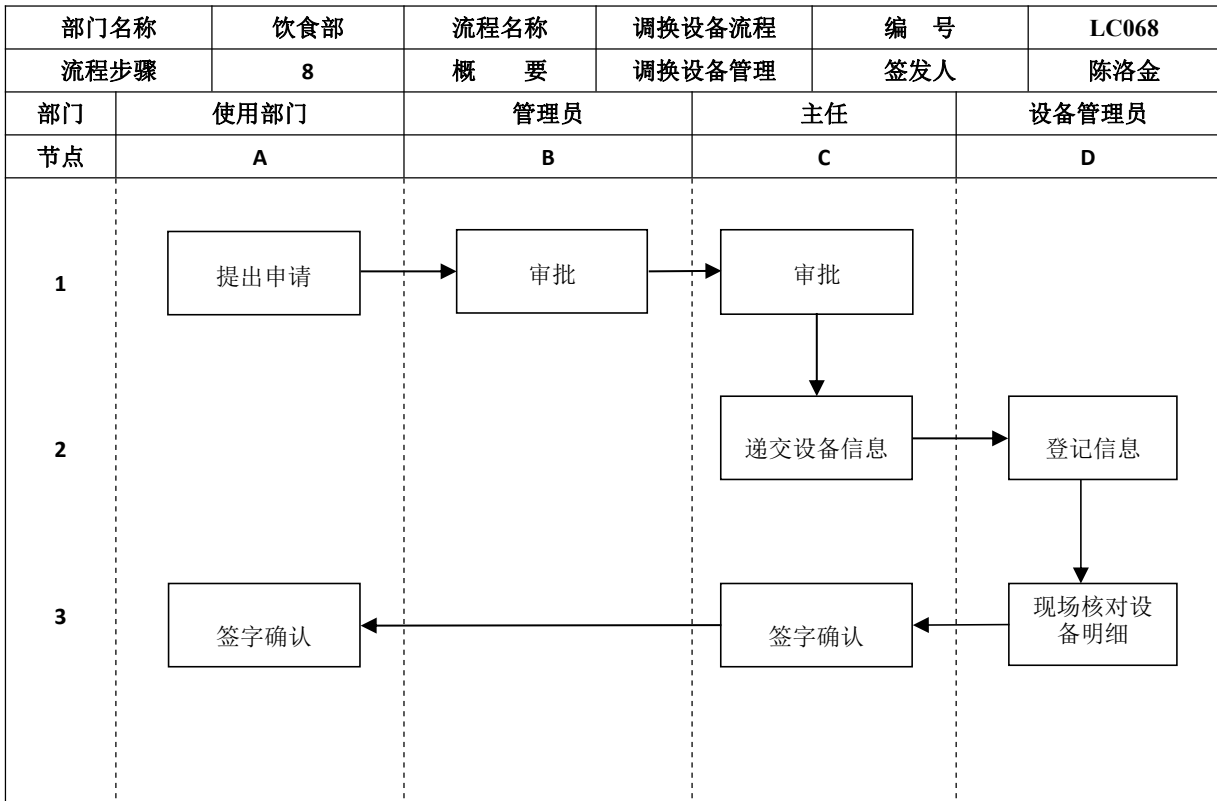 部门名称 饮食部 流程名称 调换设备流程 编 号 LC068
流程步骤 8 概 要 调换设备管理 签发人 陈洛金
部门 使用部门 管理员 主任 设备管理员
节点 A B C D
1 提出申请 审批 审批
2 递交设备信息 登记信息
3 签字确认 签字确认 现场核对设
备明细